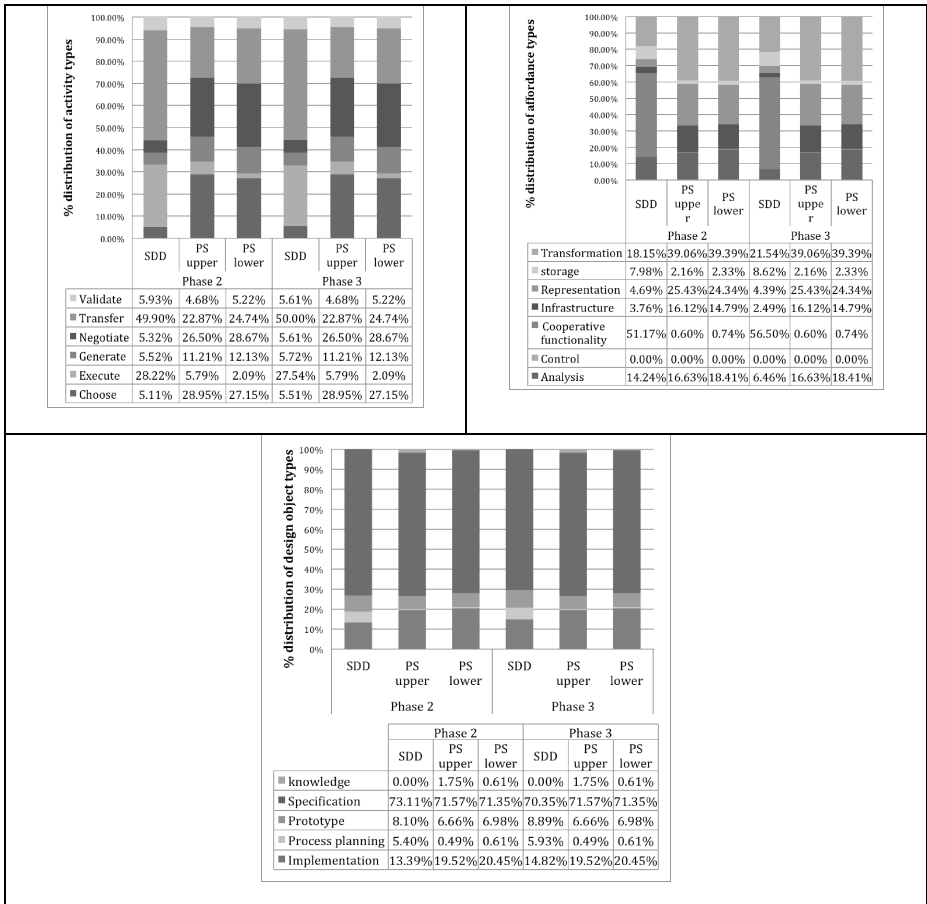 % distribution of activity types
100.00%
90.00%
80.00%
70.00%
60.00%
50.00%
40.00%
30.00%
20.00%
10.00%
0.00%
SDD PS upper PS lower SDD PS upper PS lower
Phase 2 Phase 3
Validate 5.93% 4.68% 5.22% 5.61% 4.68% 5.22%
Transfer 49.90% 22.87% 24.74% 50.00% 22.87% 24.74%
Negotiate 5.32% 26.50% 28.67% 5.61% 26.50% 28.67%
Generate 5.52% 11.21% 12.13% 5.72% 11.21% 12.13%
Execute 28.22% 5.79% 2.09% 27.54% 5.79% 2.09%
Choose 5.11% 28.95% 27.15% 5.51% 28.95% 27.15%
% distribution of affordance types
100.00%
90.00%
80.00%
70.00%
60.00%
50.00%
40.00%
30.00%
20.00%
10.00%
0.00%
SDD PS uppe r PS lower SDD PS uppe r PS lower
Phase 2 Phase 3
Transformation 18.15% 39.06% 39.39% 21.54% 39.06% 39.39%
storage 7.98% 2.16% 2.33% 8.62% 2.16% 2.33%
Representation 4.69% 25.43% 24.34% 4.39% 25.43% 24.34%
Infrastructure 3.76% 16.12% 14.79% 2.49% 16.12% 14.79%
Cooperative
functionality 51.17% 0.60% 0.74% 56.50% 0.60% 0.74%
Control 0.00% 0.00% 0.00% 0.00% 0.00% 0.00%
Analysis 14.24% 16.63% 18.41% 6.46% 16.63% 18.41%
% distribution of design object types
100%
90%
80%
70%
60%
50%
40%
30%
20%
10%
0%
SDD PS upper PS lower SDD PS upper PS lower
Phase 2 Phase 3
Phase 2 Phase 3
SDD PS upper PS lower SDD PS upper PS lower
knowledge 0.00% 1.75% 0.61% 0.00% 1.75% 0.61%
Specification 73.11% 71.57% 71.35% 70.35% 71.57% 71.35%
Prototype 8.10% 6.66% 6.98% 8.89% 6.66% 6.98%
Process planning 5.40% 0.49% 0.61% 5.93% 0.49% 0.61%
Implementation 13.39% 19.52% 20.45% 14.82% 19.52% 20.45%